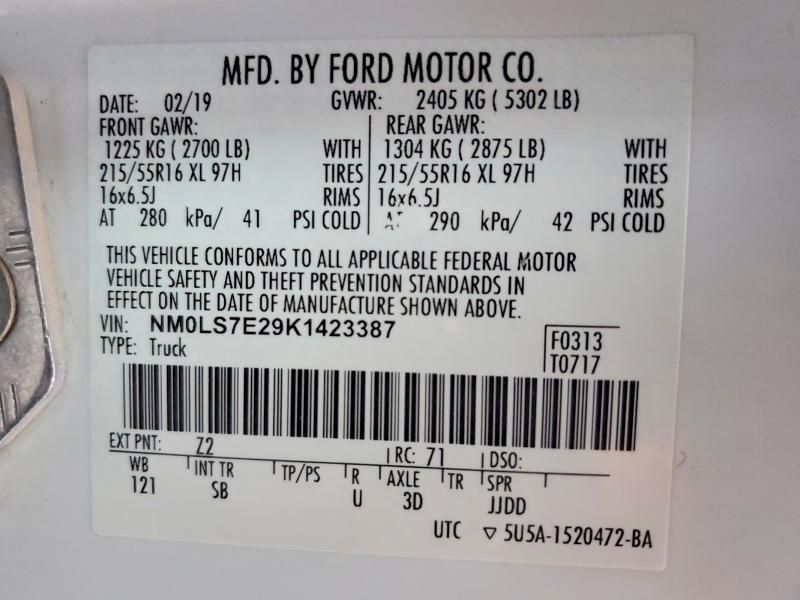 MFD. BY FORD MOTOR CO.
DATE: 02/19 GVWR: 2405 KG ( 5302 LB)
FRONT GAWR: REAR GAWR:
1225 KG ( 2700 LB) WITH 1304 KG ( 2875 LB) WITH
215/55R16 XL 97H TIRES 215/55R16 XL 97H TIRES
16x6.5J RIMS 16x6.5J RIMS
AT 280 kPa/ 41 PSI COLD AT 290 kPa/ 42 PSI COLD
THIS VEHICLE CONFORMS TO ALL APPLICABLE FEDERAL MOTOR
VEHICLE SAFETY AND THEFT PREVENTION STANDARDS IN
EFFECT ON THE DATE OF MANUFACTURE SHOWN ABOVE.
VIN: NM0LS7E29K1423387
F0313
TYPE: Truck
T0717
EXT PNT: Z2 RC: 71 DSO:
WB INT TR TP/PS R AXLE TR SPR
121 SB U 3D JJDD
UTC ▽ 5U5A-1520472-BA